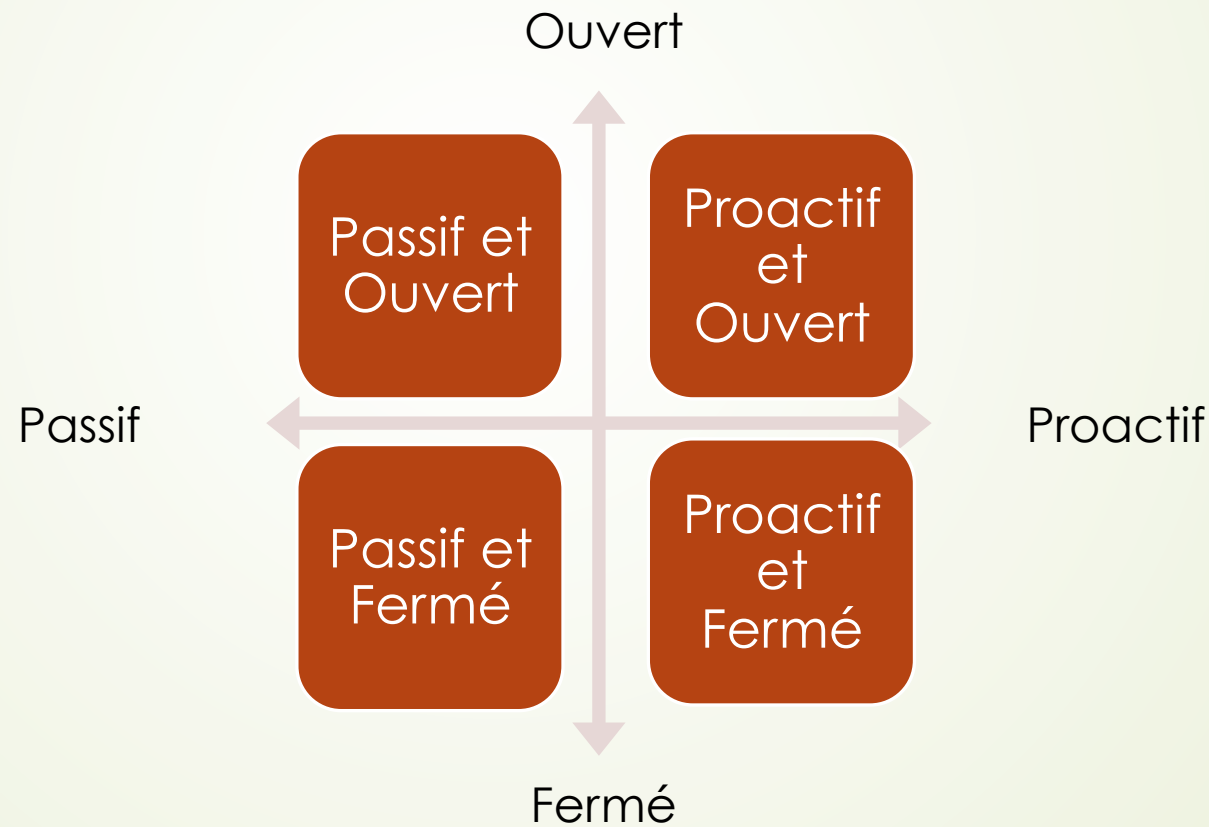 Ouvert
Passif et
Ouvert
Proactif
et
Ouvert
Passif
Proactif
Passif et
Fermé
Proactif
et
Fermé
Fermé